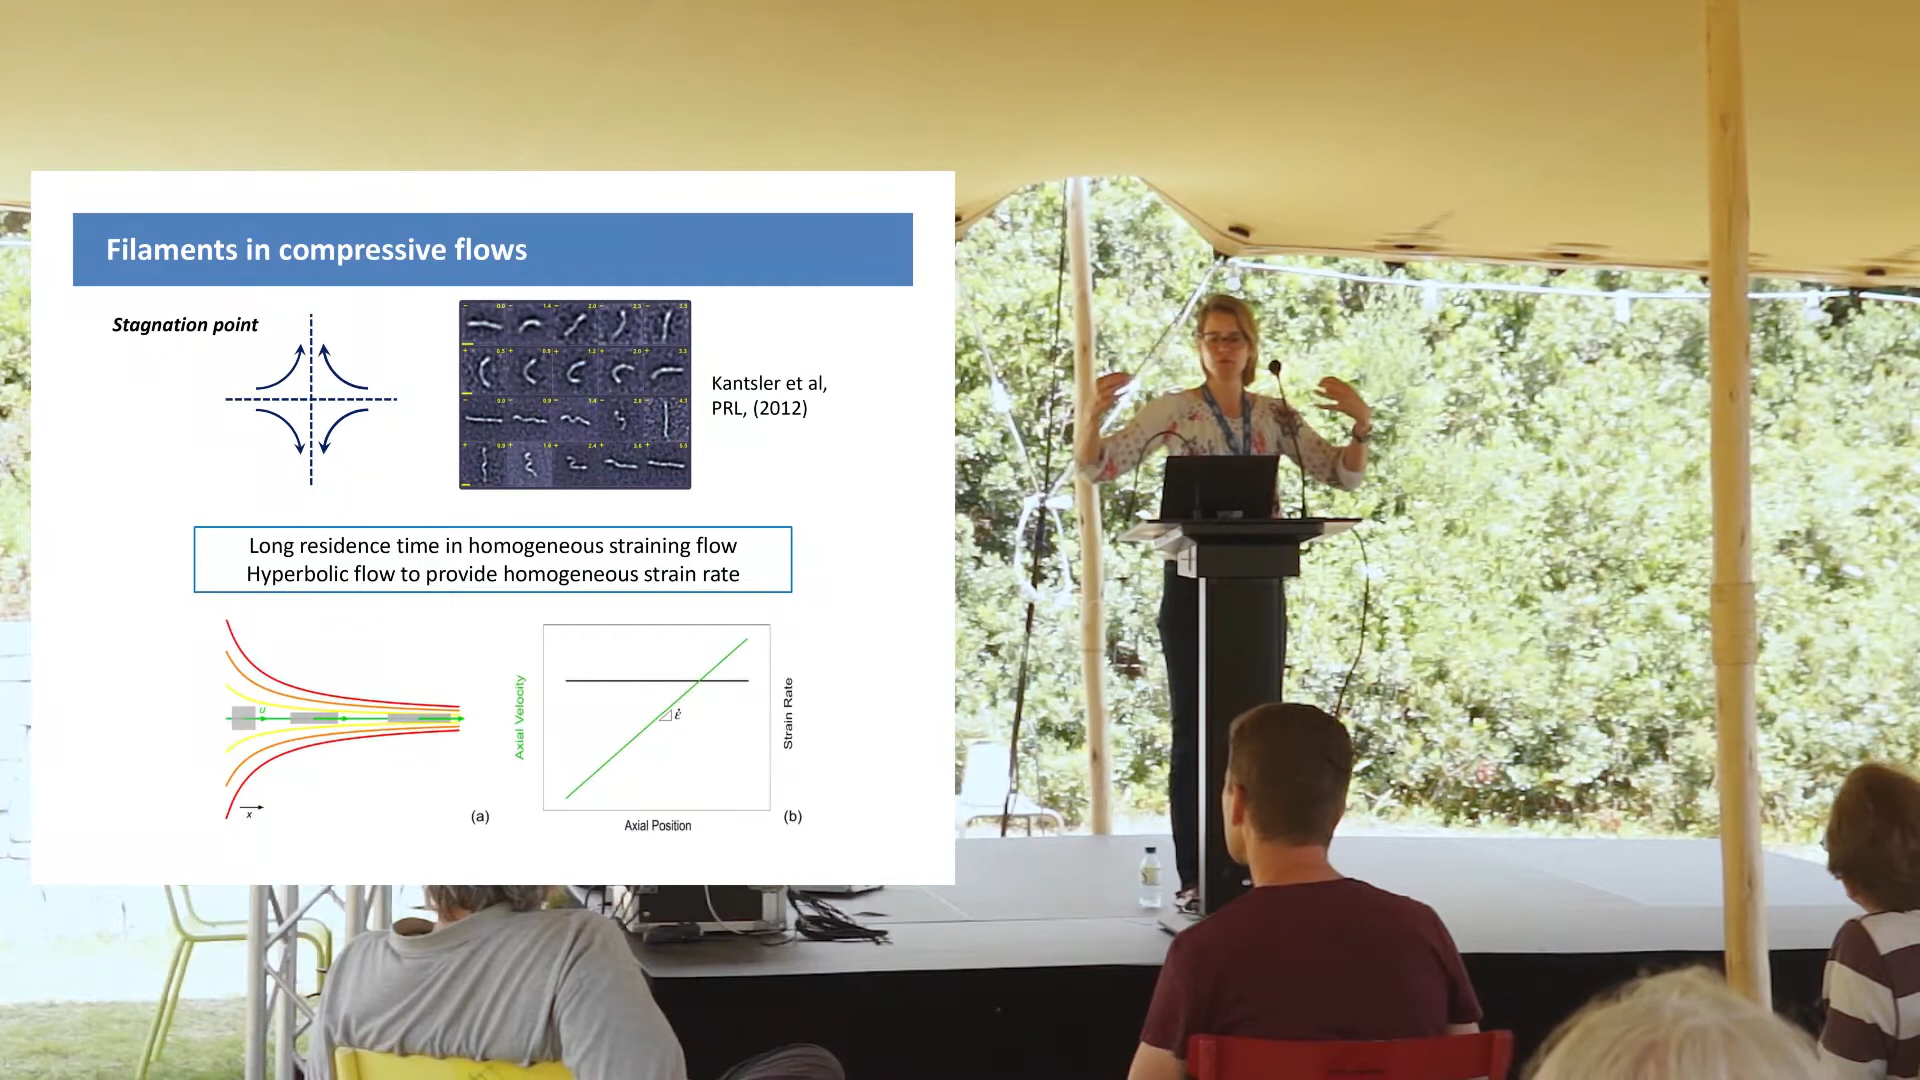 Filaments in compressive flows
Stagnation point
Kantsler et al,
PRL, (2012)
Long residence time in homogeneous straining flow
Hyperbolic flow to provide homogeneous strain rate
u
x
(a)
Axial Velocity
ε̇
Strain Rate
Axial Position
(b)